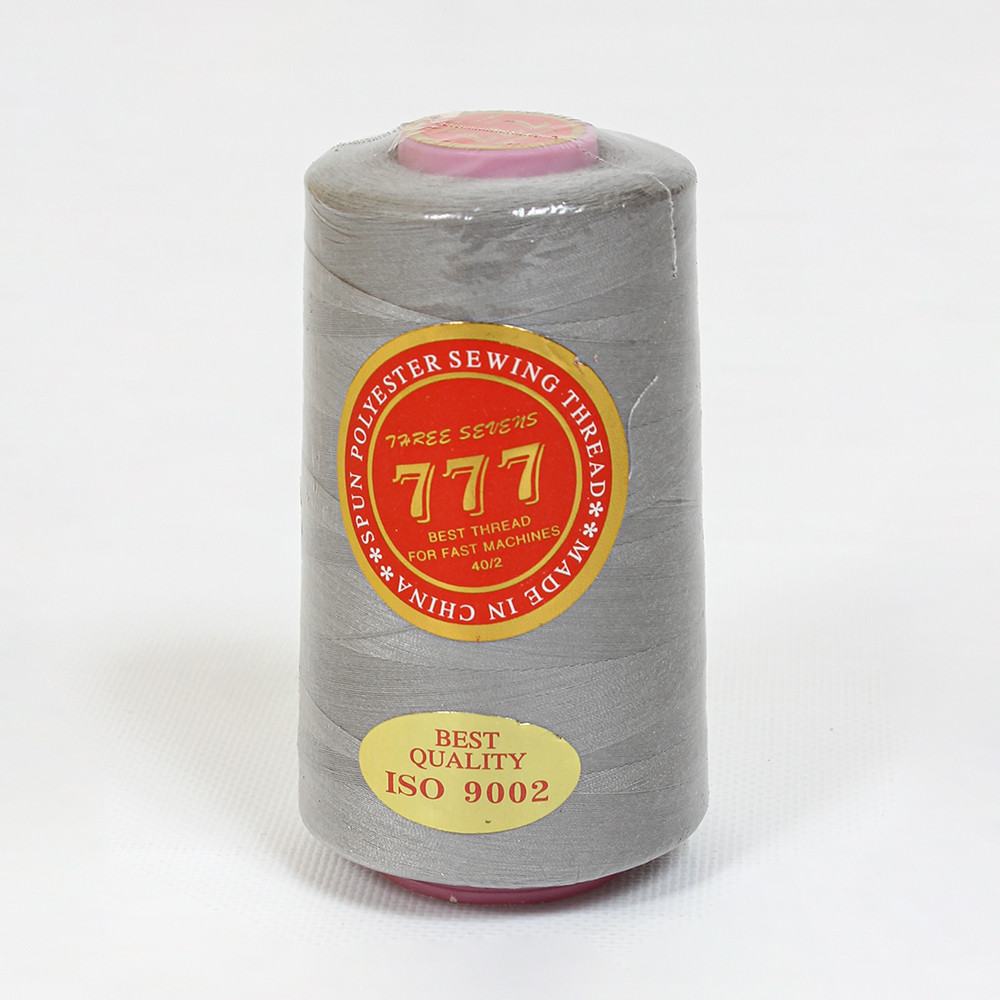 SPUN POLYESTER SEWING THREAD
** MADE IN CHINA **
THREE SEVENS
777
BEST THREAD
FOR FAST MACHINES
40/2
BEST
QUALITY
ISO 9002